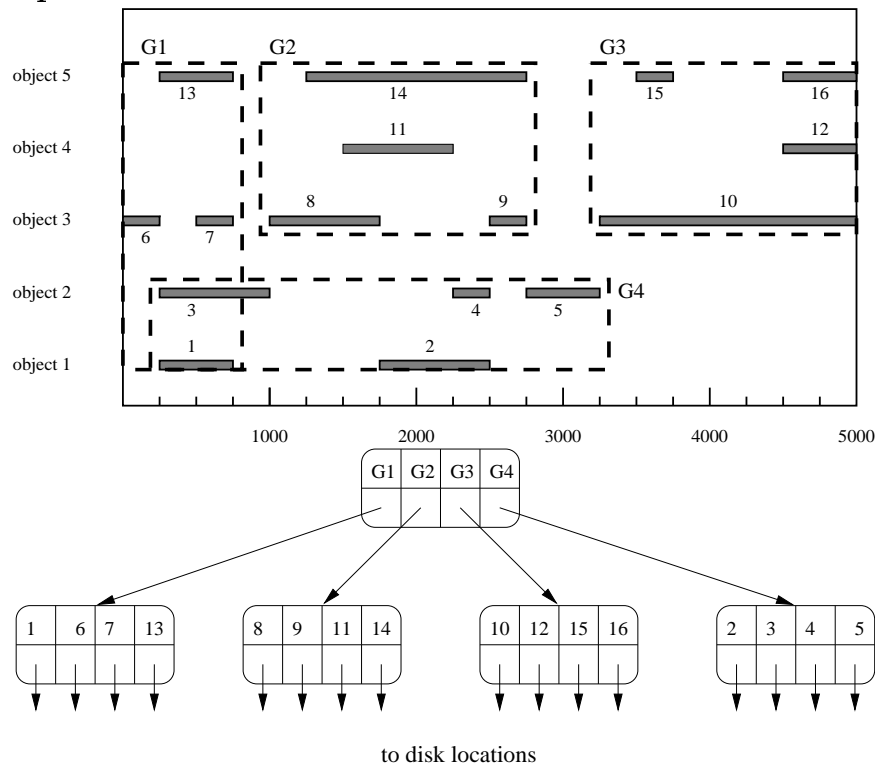 G1 G2 G3
object 5
13 14 15 16
11 12
object 4
8 9 10
object 3
6 7
object 2
G4
3 4 5
1 2
object 1
1000 2000 3000 4000 5000
G1 G2 G3 G4
1 6 7 13 8 9 11 14 10 12 15 16 2 3 4 5
to disk locations